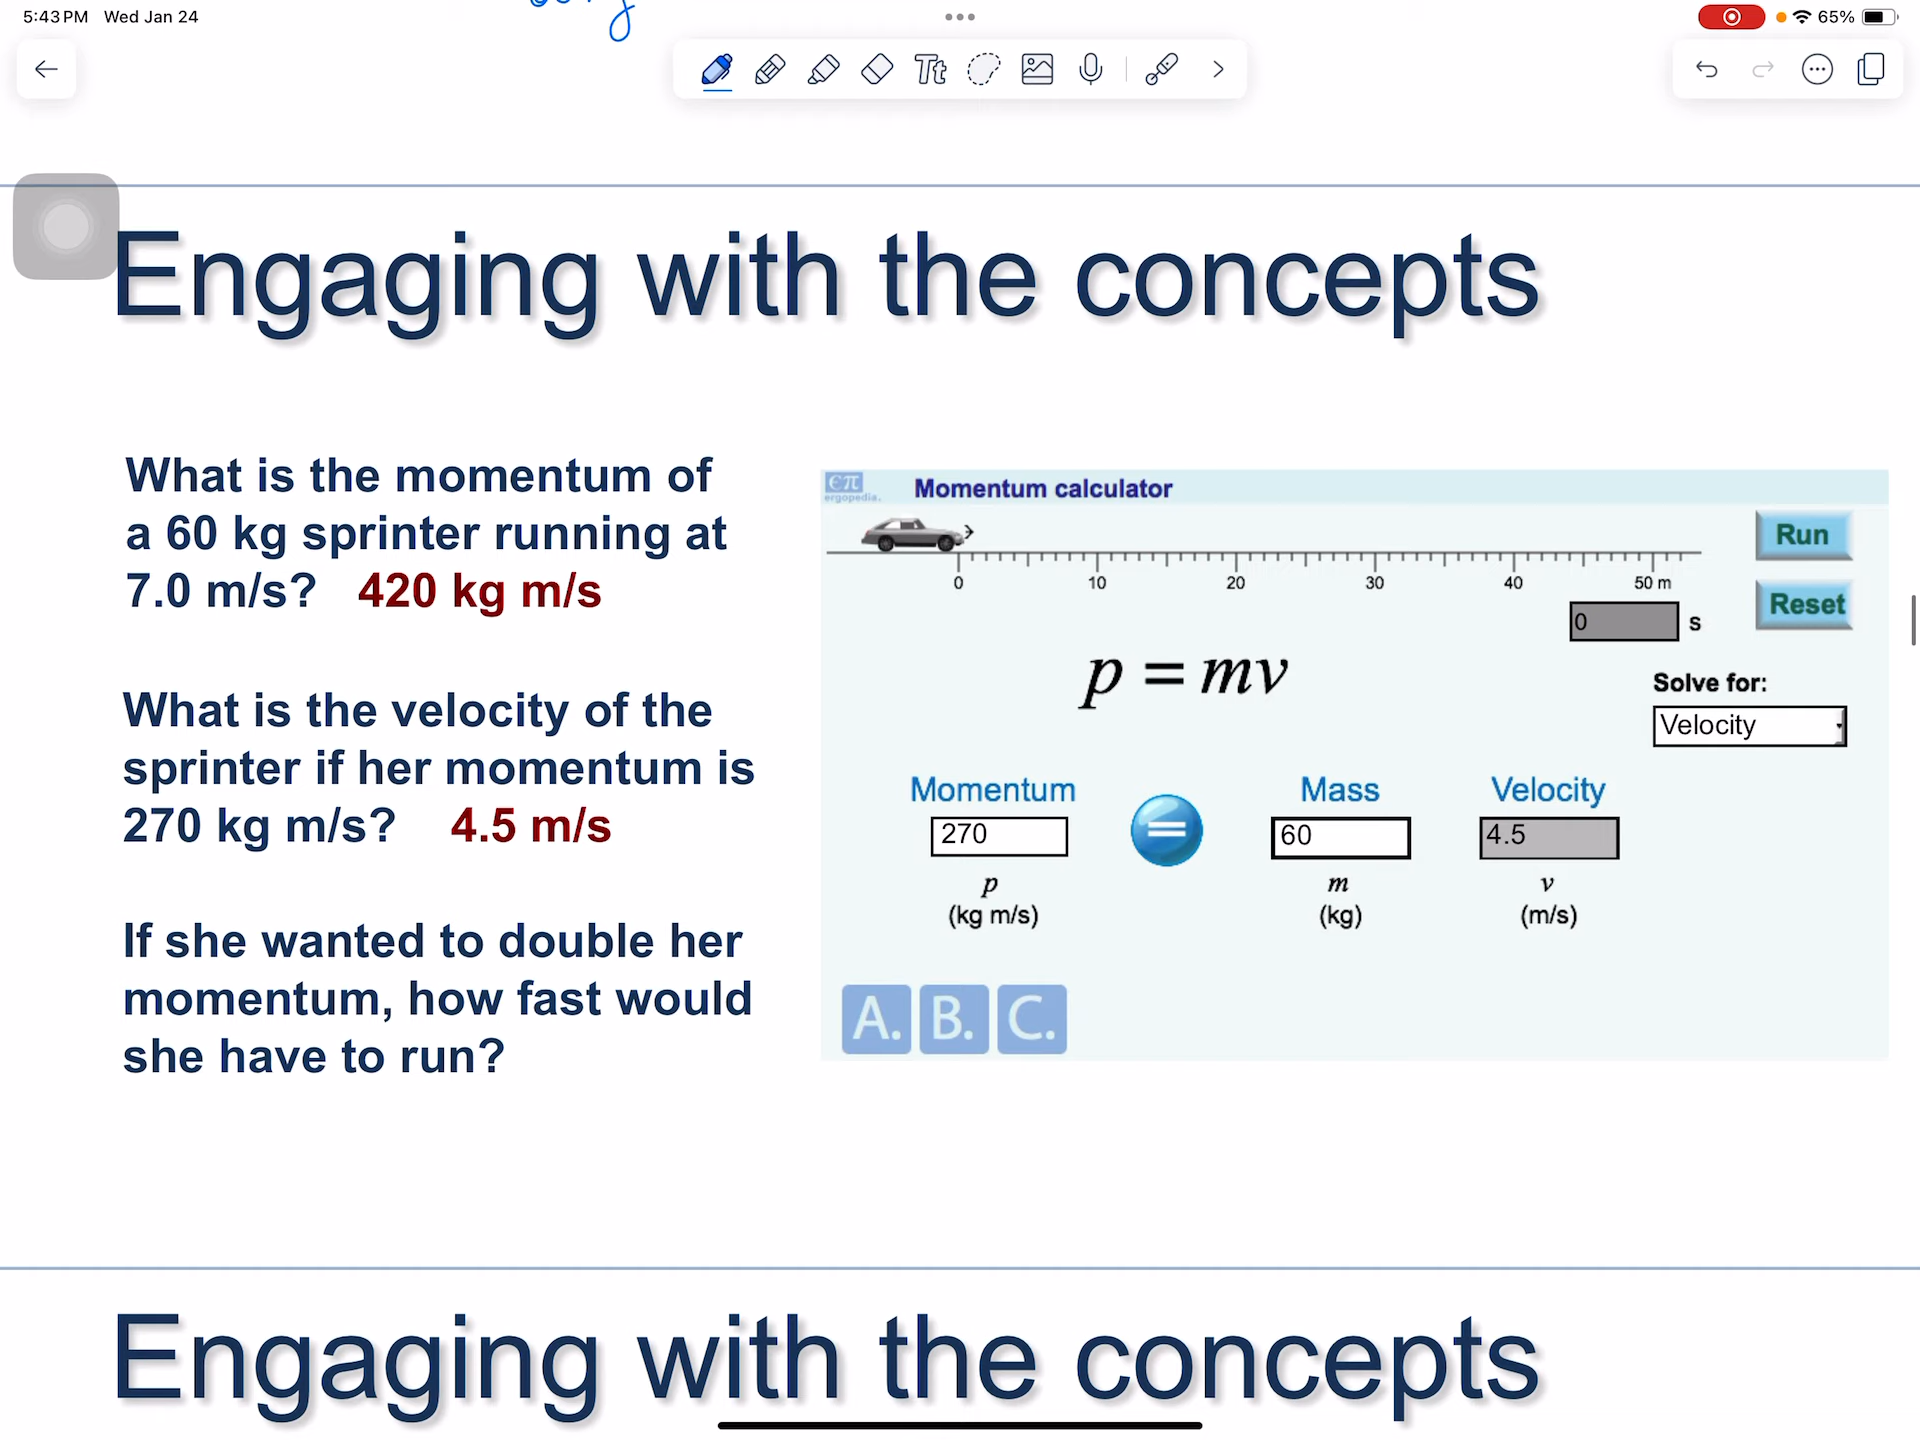 5:43 PM Wed Jan 24
65%
Tt
Engaging with the concepts
What is the momentum of
a 60 kg sprinter running at
7.0 m/s? 420 kg m/s
What is the velocity of the
sprinter if her momentum is
270 kg m/s? 4.5 m/s
If she wanted to double her
momentum, how fast would
she have to run?
eπ
ergopedia.
Momentum calculator
Run
0 10 20 30 40 50 m
Reset
0 s
p = mv
Solve for:
Velocity
Momentum Mass Velocity
270 = 60 4.5
p m v
(kg m/s) (kg) (m/s)
A. B. C.
Engaging with the concepts